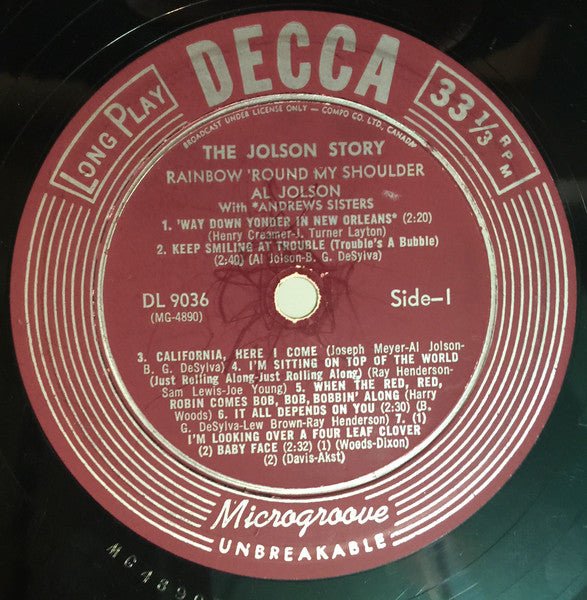 DECCA
LONG PLAY
33 1/3 RPM
BROADCAST UNDER LICENSE ONLY — COMPO CO. LTD., CANADA
THE JOLSON STORY
RAINBOW 'ROUND MY SHOULDER
AL JOLSON
With *ANDREWS SISTERS
1. 'WAY DOWN YONDER IN NEW ORLEANS* (2:20)
(Henry Creamer-J. Turner Layton)
2. KEEP SMILING AT TROUBLE (Trouble's A Bubble)
(2:40) (Al Jolson-B. G. DeSylva)
DL 9036
(MG-4890)
Side-1
3. CALIFORNIA, HERE I COME (Joseph Meyer-Al Jolson-
B. G. DeSylva) 4. I'M SITTING ON TOP OF THE WORLD
(Just Rolling Along-Just Rolling Along) (Ray Henderson-
Sam Lewis-Joe Young) 5. WHEN THE RED, RED,
ROBIN COMES BOB, BOB, BOBBIN' ALONG (Harry
Woods) 6. IT ALL DEPENDS ON YOU (2:30) (B.
G. DeSylva-Lew Brown-Ray Henderson) 7. (1)
I'M LOOKING OVER A FOUR LEAF CLOVER
(2) BABY FACE (2:32) (1) (Woods-Dixon)
(2) (Davis-Akst)
Microgroove
UNBREAKABLE
MG4890